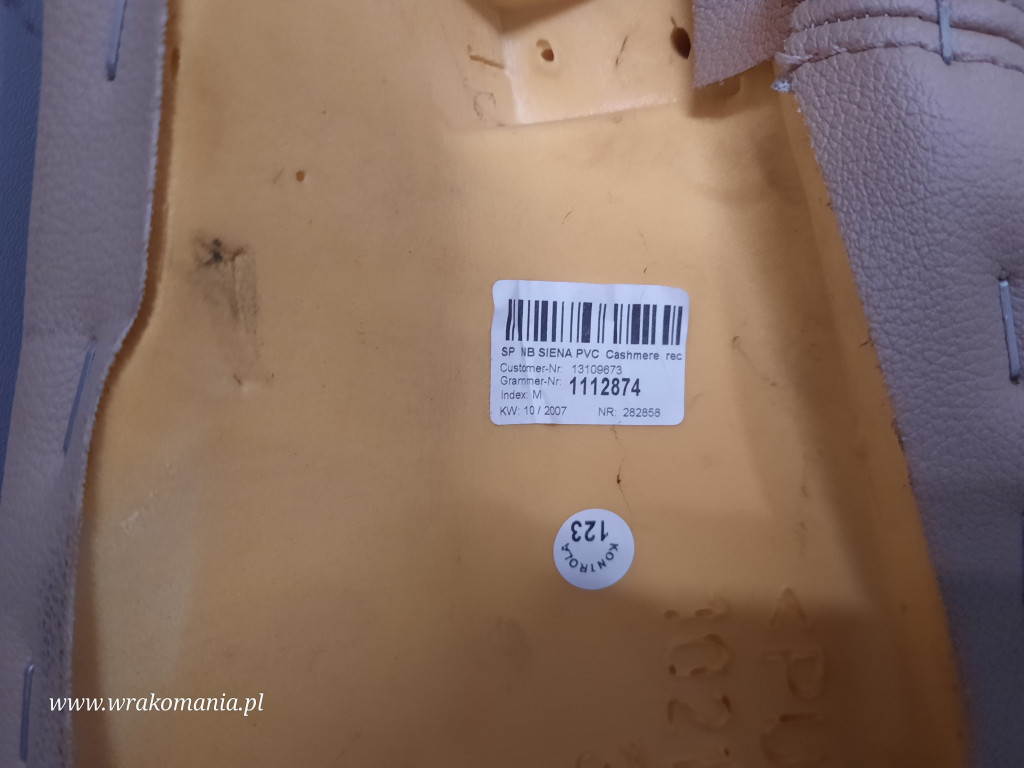 SP NB SIENA PVC Cashmere rec
Customer-Nr: 13109673
Grammer-Nr: 1112874
Index: M
KW: 10 / 2007 NR: 282858
123
KONTROLA
<PU
www.wrakomania.pl